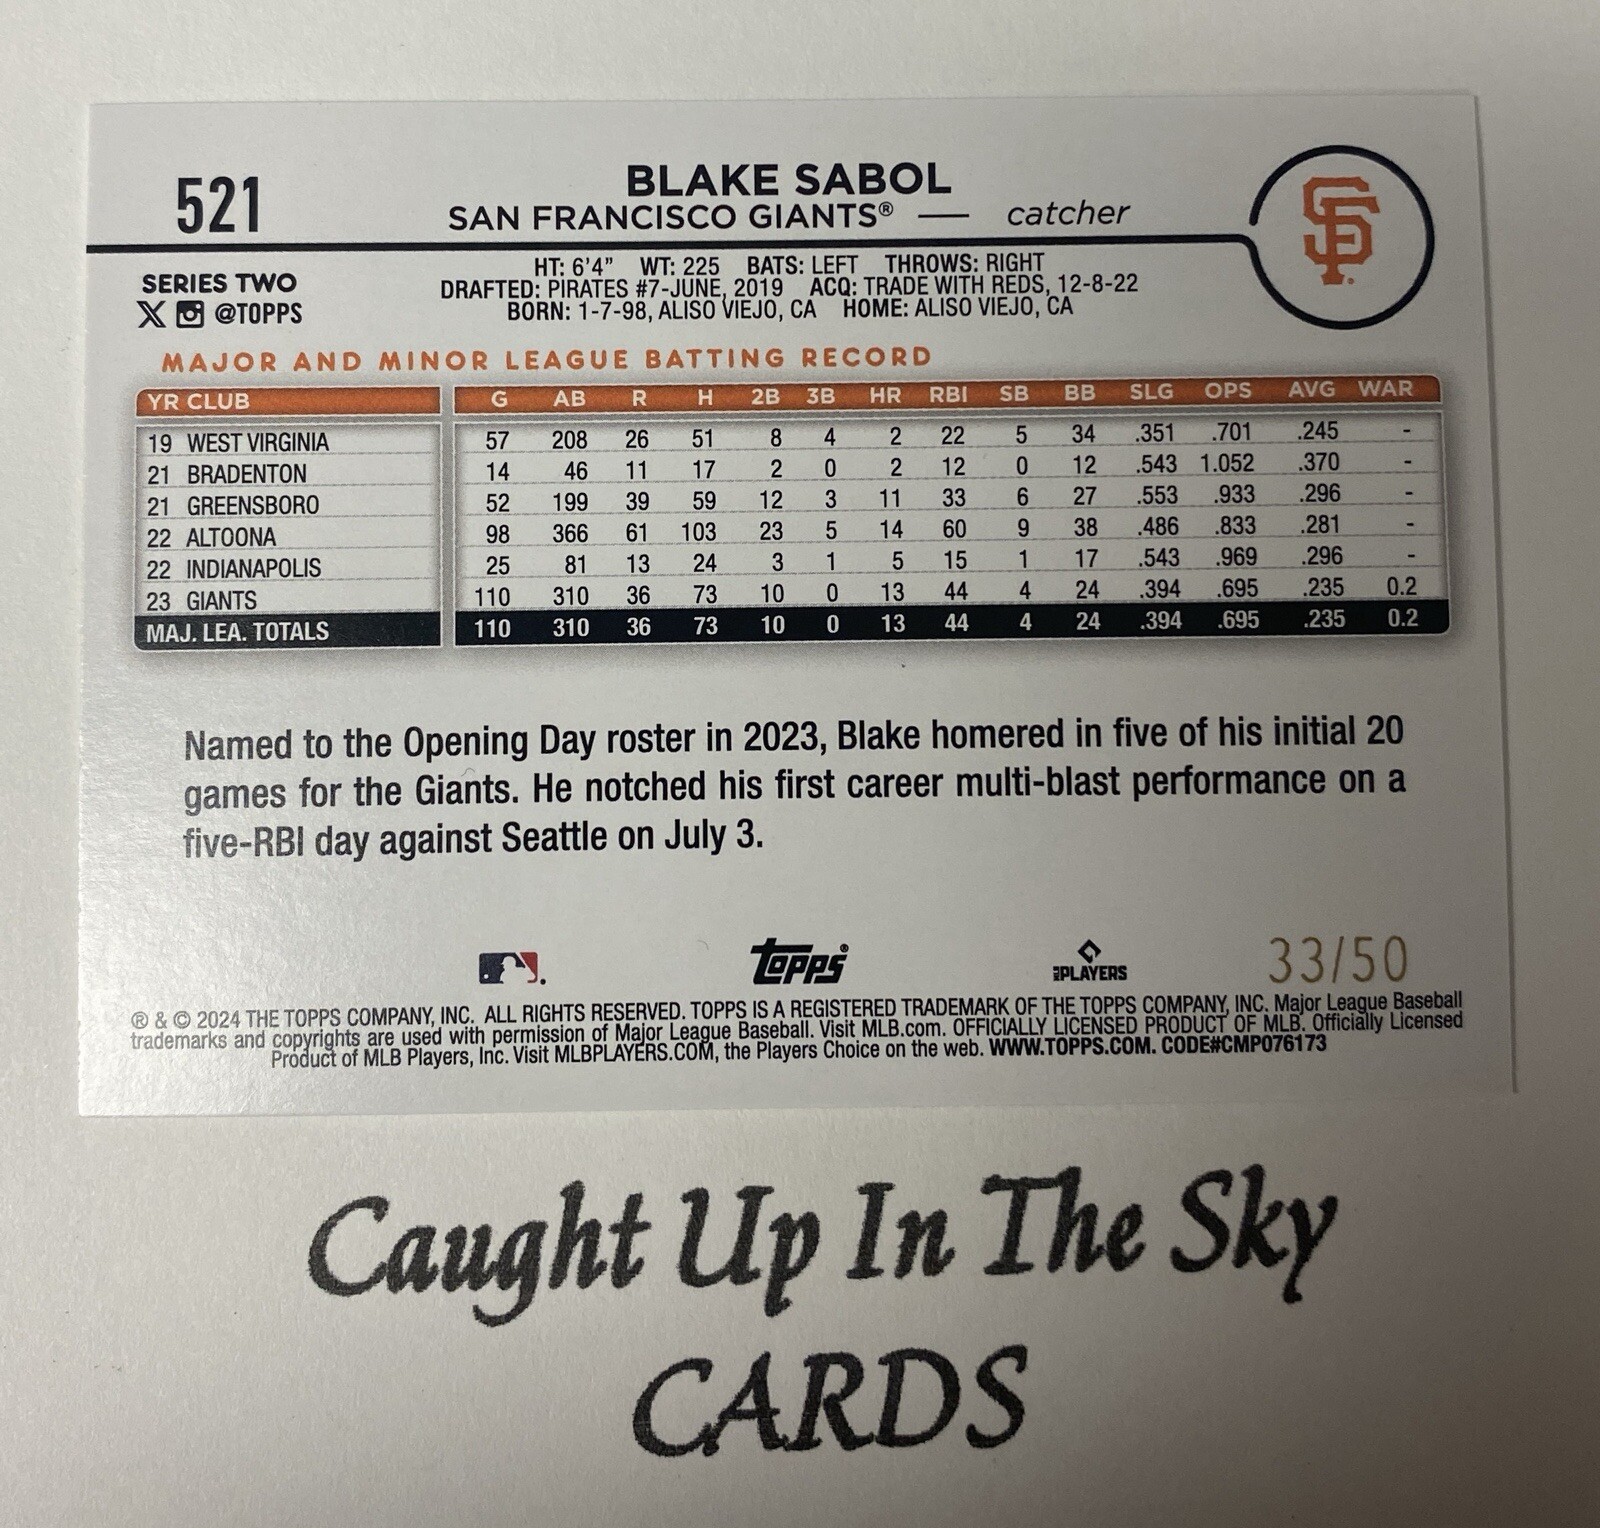 521
BLAKE SABOL
SAN FRANCISCO GIANTS® — catcher
SF
SERIES TWO
X @TOPPS
HT: 6'4" WT: 225 BATS: LEFT THROWS: RIGHT
DRAFTED: PIRATES #7-JUNE, 2019 ACQ: TRADE WITH REDS, 12-8-22
BORN: 1-7-98, ALISO VIEJO, CA HOME: ALISO VIEJO, CA
MAJOR AND MINOR LEAGUE BATTING RECORD
YR CLUB G AB R H 2B 3B HR RBI SB BB SLG OPS AVG WAR
19 WEST VIRGINIA 57 208 26 51 8 4 2 22 5 34 .351 .701 .245 -
21 BRADENTON 14 46 11 17 2 0 2 12 0 12 .543 1.052 .370 -
21 GREENSBORO 52 199 39 59 12 3 11 33 6 27 .553 .933 .296 -
22 ALTOONA 98 366 61 103 23 5 14 60 9 38 .486 .833 .281 -
22 INDIANAPOLIS 25 81 13 24 3 1 5 15 1 17 .543 .969 .296 -
23 GIANTS 110 310 36 73 10 0 13 44 4 24 .394 .695 .235 0.2
MAJ. LEA. TOTALS 110 310 36 73 10 0 13 44 4 24 .394 .695 .235 0.2
Named to the Opening Day roster in 2023, Blake homered in five of his initial 20
games for the Giants. He notched his first career multi-blast performance on a
five-RBI day against Seattle on July 3.
Topps®
MLB PLAYERS
33/50
® & © 2024 THE TOPPS COMPANY, INC. ALL RIGHTS RESERVED. TOPPS IS A REGISTERED TRADEMARK OF THE TOPPS COMPANY, INC. Major League Baseball
trademarks and copyrights are used with permission of Major League Baseball. Visit MLB.com. OFFICIALLY LICENSED PRODUCT OF MLB. Officially Licensed
Product of MLB Players, Inc. Visit MLBPLAYERS.COM, the Players Choice on the web. WWW.TOPPS.COM. CODE#CMP076173
Caught Up In The Sky
CARDS